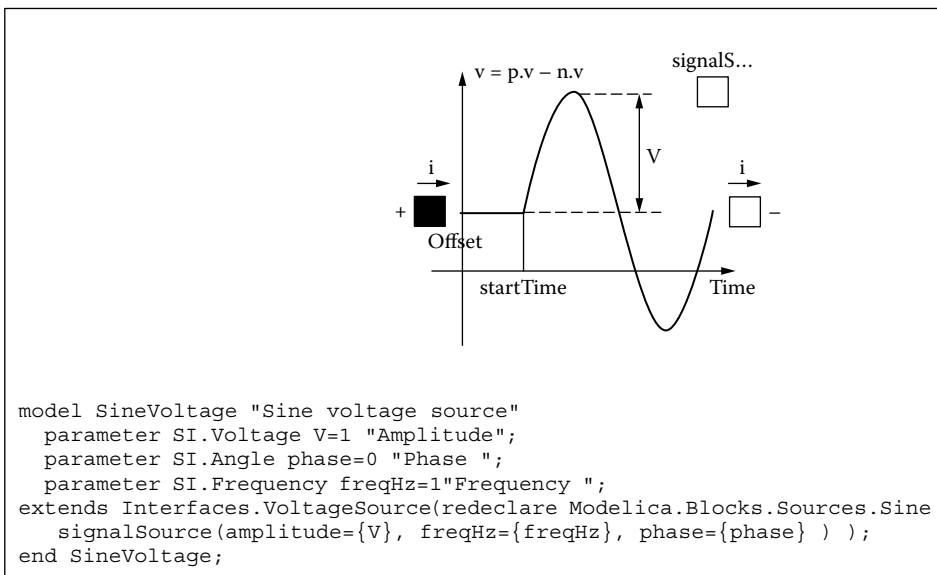 signalS...
v = p.v – n.v
V
i
i
+
–
Offset
startTime
Time
model SineVoltage "Sine voltage source"
parameter SI.Voltage V=1 "Amplitude";
parameter SI.Angle phase=0 "Phase ";
parameter SI.Frequency freqHz=1"Frequency ";
extends Interfaces.VoltageSource(redeclare Modelica.Blocks.Sources.Sine
signalSource(amplitude={V}, freqHz={freqHz}, phase={phase} ) );
end SineVoltage;